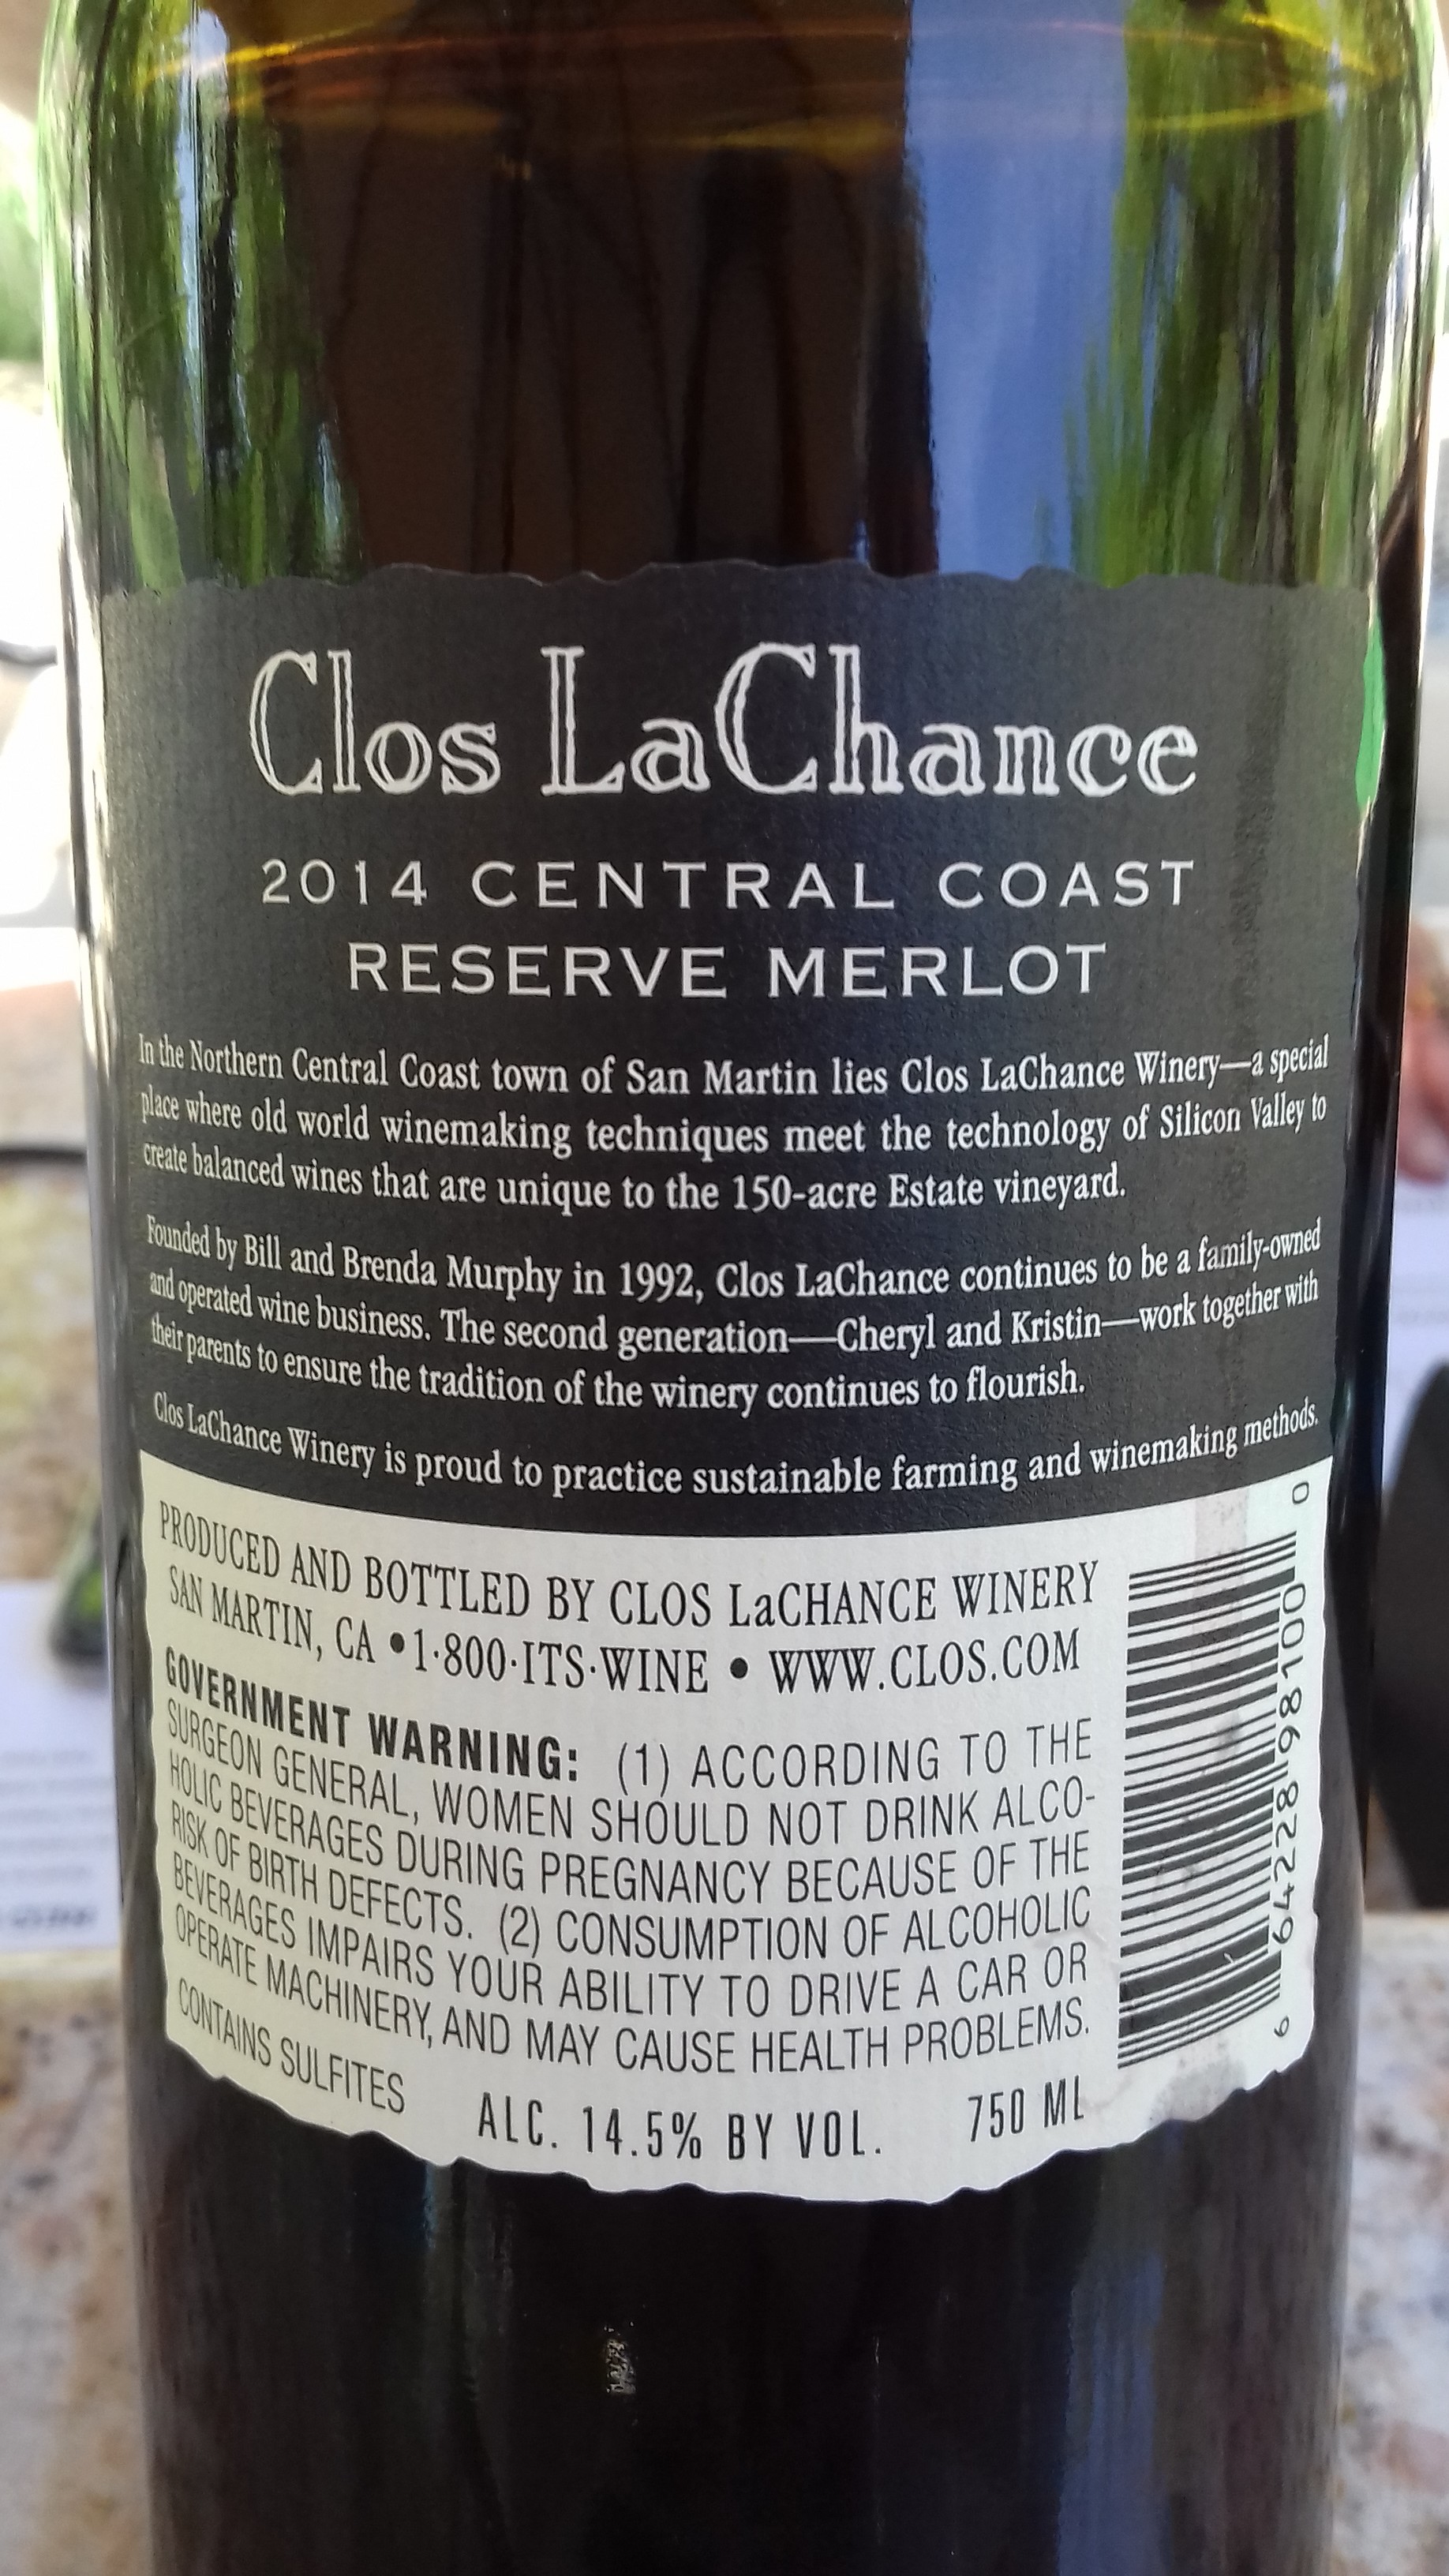 Clos LaChance
2014 CENTRAL COAST
RESERVE MERLOT
In the Northern Central Coast town of San Martin lies Clos LaChance Winery—a special
place where old world winemaking techniques meet the technology of Silicon Valley to
create balanced wines that are unique to the 150-acre Estate vineyard.
Founded by Bill and Brenda Murphy in 1992, Clos LaChance continues to be a family-owned
and operated wine business. The second generation—Cheryl and Kristin—work together with
their parents to ensure the tradition of the winery continues to flourish.
Clos LaChance Winery is proud to practice sustainable farming and winemaking methods.
PRODUCED AND BOTTLED BY CLOS LaCHANCE WINERY
SAN MARTIN, CA •1·800·ITS·WINE • WWW.CLOS.COM
GOVERNMENT WARNING: (1) ACCORDING TO THE
SURGEON GENERAL, WOMEN SHOULD NOT DRINK ALCO-
HOLIC BEVERAGES DURING PREGNANCY BECAUSE OF THE
RISK OF BIRTH DEFECTS. (2) CONSUMPTION OF ALCOHOLIC
BEVERAGES IMPAIRS YOUR ABILITY TO DRIVE A CAR OR
OPERATE MACHINERY, AND MAY CAUSE HEALTH PROBLEMS.
CONTAINS SULFITES ALC. 14.5% BY VOL. 750 ML
6 64228 98100 0